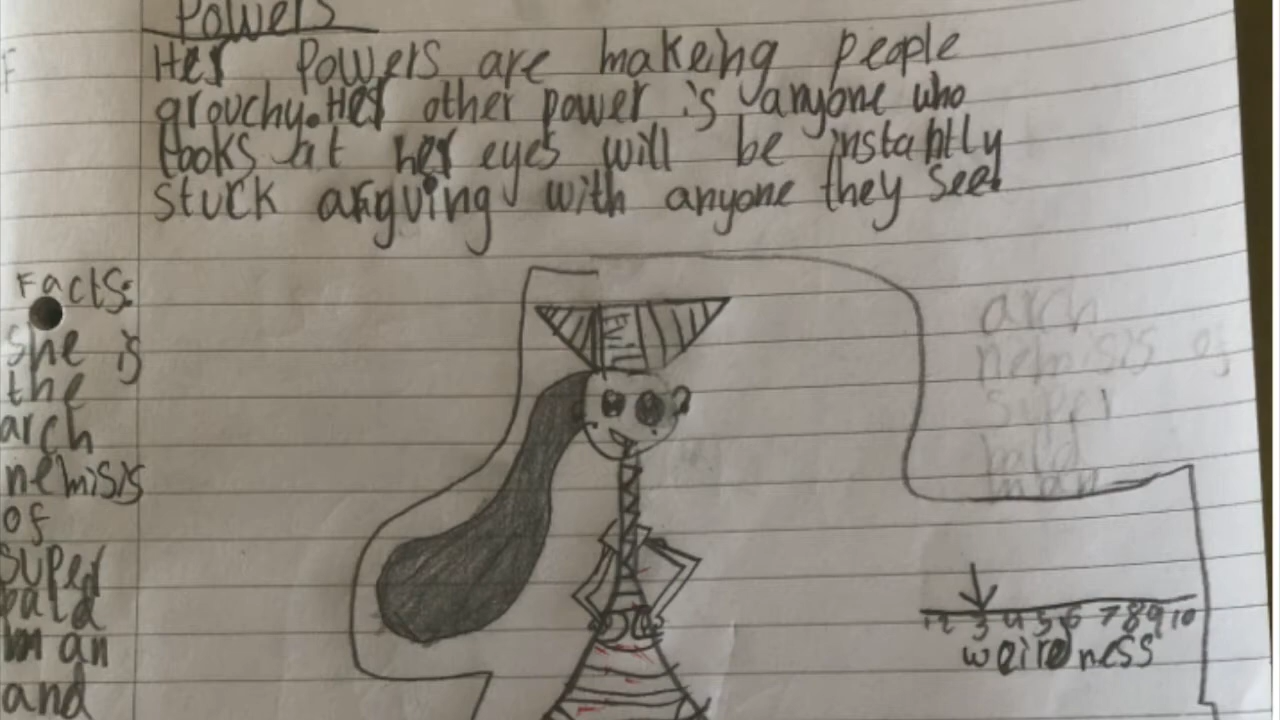 Powers
Her Powers are makeing people
grouchy. Her other power is anyone who
looks at her eyes will be instantly
stuck arguing with anyone they see.
Facts:
she is
the
arch
nemisis
of
super
bald
man
and
EVIL
arch
nemisis of
super
bald
man
1 2 3 4 5 6 7 8 9 10
weirdness